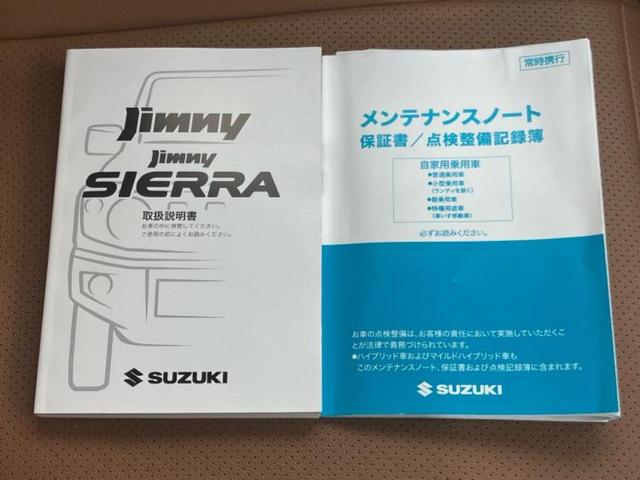 Jimny
Jimny
SIERRA
取扱説明書
お車の中に保管してください。
ご使用の前によくお読みください。
SUZUKI
常時携行
メンテナンスノート
保証書／点検整備記録簿
自家用乗用車
●普通乗用車
●小型乗用車
(ランディを除く)
●軽乗用車
●特種用途車
(車いす移動車)
必ずお読みください。
お車の点検整備は、お客様の責任において実施していただくこ
とが法律で義務づけられています。
●ハイブリッド車およびマイルドハイブリッド車も
このメンテナンスノート、保証書および点検記録簿に含まれます。
SUZUKI